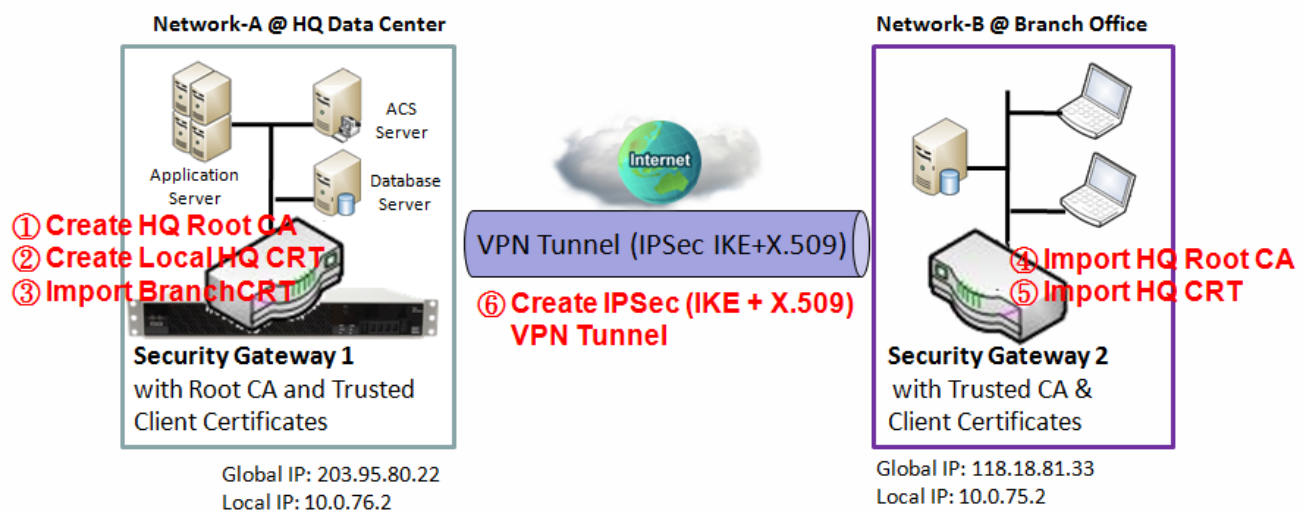 Network-A @ HQ Data Center
Network-B @ Branch Office
ACS
Server
Application
Server
Database
Server
① Create HQ Root CA
② Create Local HQ CRT
③ Import BranchCRT
Security Gateway 1
with Root CA and Trusted
Client Certificates
Global IP: 203.95.80.22
Local IP: 10.0.76.2
Internet
VPN Tunnel (IPSec IKE+X.509)
⑥ Create IPSec (IKE + X.509)
VPN Tunnel
④ Import HQ Root CA
⑤ Import HQ CRT
Security Gateway 2
with Trusted CA &
Client Certificates
Global IP: 118.18.81.33
Local IP: 10.0.75.2